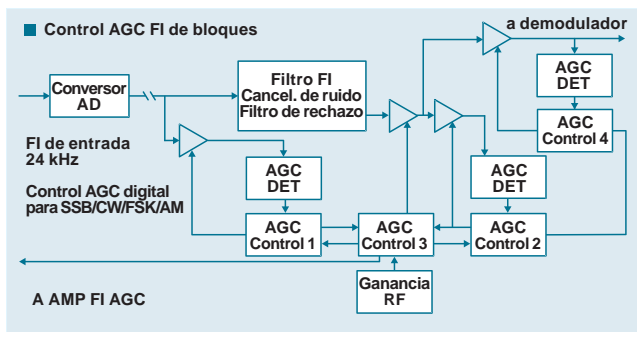 Control AGC FI de bloques
a demodulador
Conversor
AD
Filtro FI
Cancel. de ruido
Filtro de rechazo
AGC
DET
AGC
Control 4
FI de entrada
24 kHz
Control AGC digital
para SSB/CW/FSK/AM
AGC
DET
AGC
DET
AGC
Control 1
AGC
Control 3
AGC
Control 2
A AMP FI AGC
Ganancia
RF